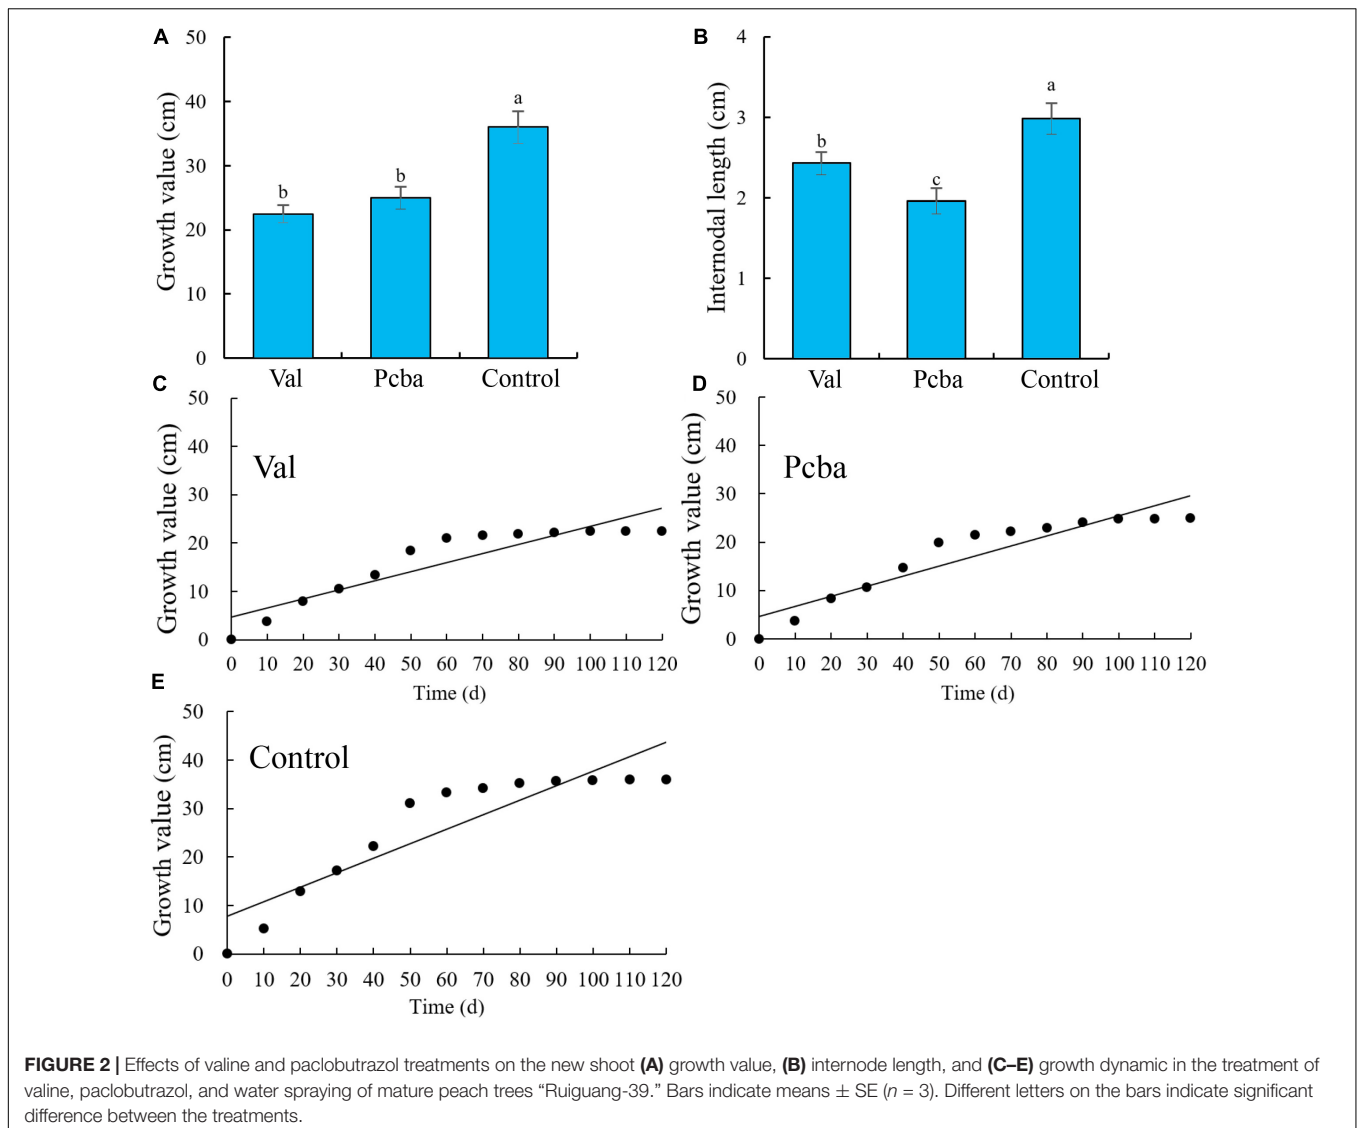 A
50
40
30
20
10
0
Growth value (cm)
b
b
a
Val Pcba Control
B
4
3
2
1
0
Internodal length (cm)
b
c
a
Val Pcba Control
C
50
40
30
20
10
0
Growth value (cm)
Val
0 10 20 30 40 50 60 70 80 90 100 110 120
Time (d)
D
50
40
30
20
10
0
Growth value (cm)
Pcba
0 10 20 30 40 50 60 70 80 90 100 110 120
Time (d)
E
50
40
30
20
10
0
Growth value (cm)
Control
0 10 20 30 40 50 60 70 80 90 100 110 120
Time (d)
FIGURE 2 | Effects of valine and paclobutrazol treatments on the new shoot (A) growth value, (B) internode length, and (C–E) growth dynamic in the treatment of
valine, paclobutrazol, and water spraying of mature peach trees “Ruiguang-39.” Bars indicate means ± SE (n = 3). Different letters on the bars indicate significant
difference between the treatments.